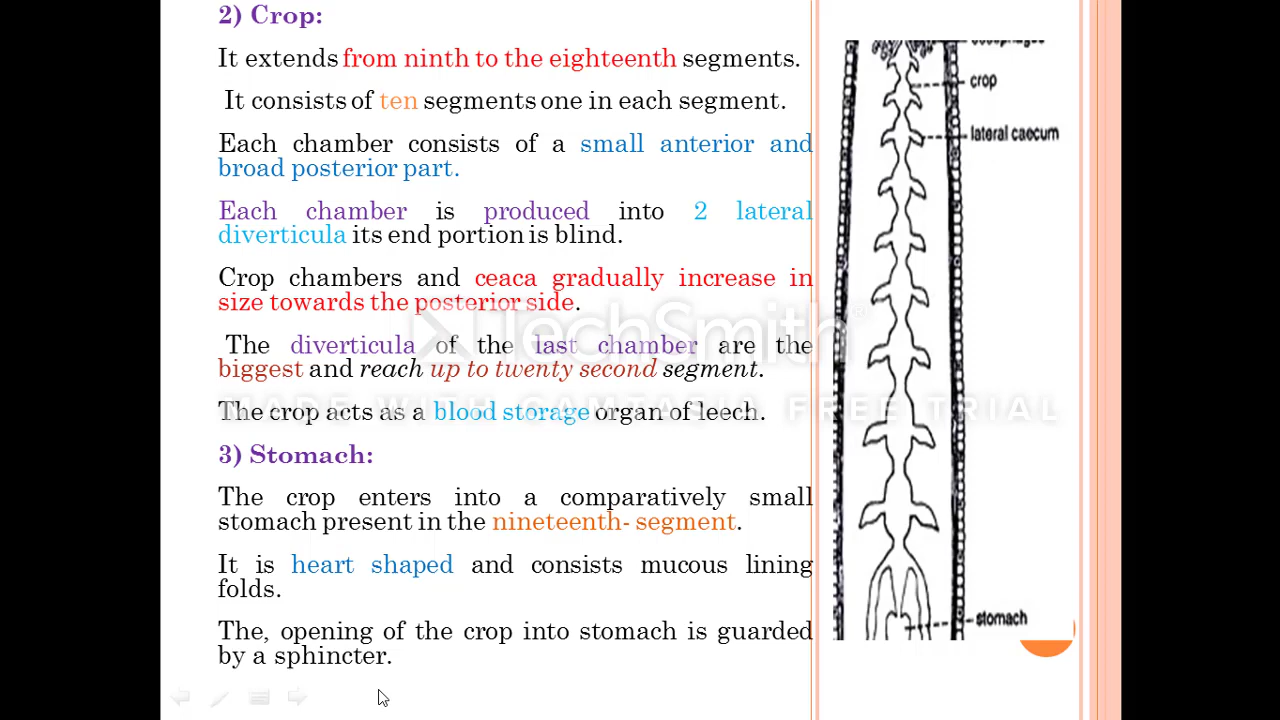 2) Crop:
It extends from ninth to the eighteenth segments.
It consists of ten segments one in each segment.
Each chamber consists of a small anterior and
broad posterior part.
Each chamber is produced into 2 lateral
diverticula its end portion is blind.
Crop chambers and ceaca gradually increase in
size towards the posterior side.
The diverticula of the last chamber are the
biggest and reach up to twenty second segment.
The crop acts as a blood storage organ of leech.
3) Stomach:
The crop enters into a comparatively small
stomach present in the nineteenth- segment.
It is heart shaped and consists mucous lining
folds.
The, opening of the crop into stomach is guarded
by a sphincter.
crop
lateral caecum
stomach
TechSmith®
MADE WITH CAMTASIA FREE TRIAL